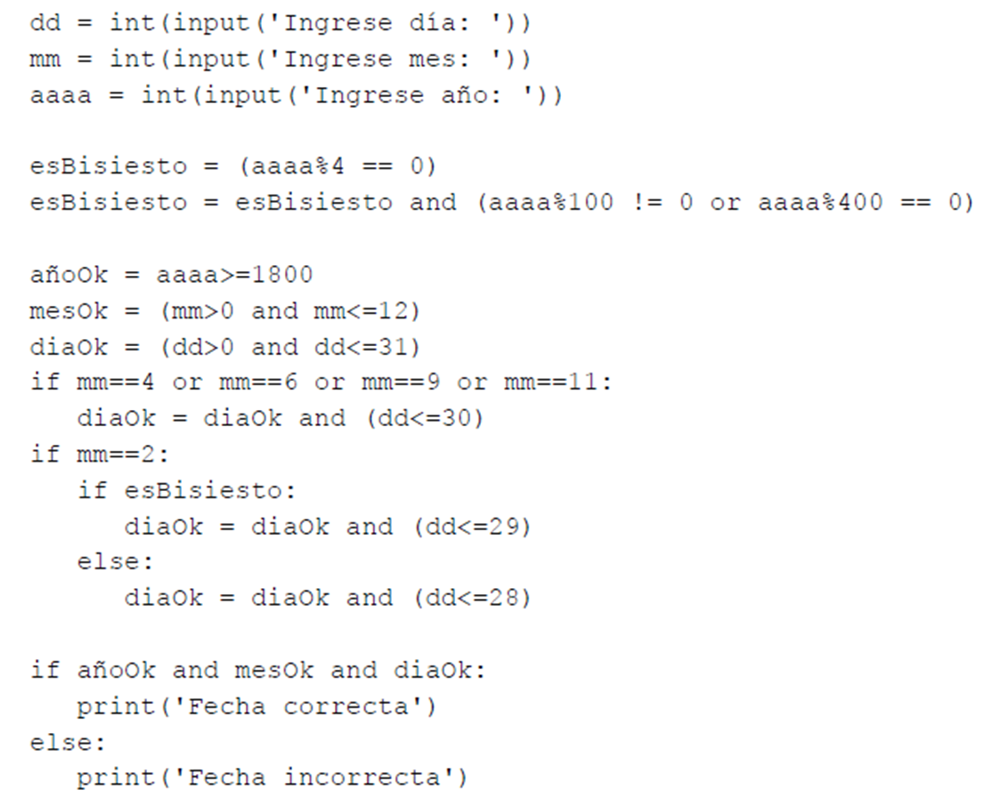 dd = int(input('Ingrese día: '))
mm = int(input('Ingrese mes: '))
aaaa = int(input('Ingrese año: '))

esBisiesto = (aaaa%4 == 0)
esBisiesto = esBisiesto and (aaaa%100 != 0 or aaaa%400 == 0)

añoOk = aaaa>=1800
mesOk = (mm>0 and mm<=12)
diaOk = (dd>0 and dd<=31)
if mm==4 or mm==6 or mm==9 or mm==11:
   diaOk = diaOk and (dd<=30)
if mm==2:
   if esBisiesto:
      diaOk = diaOk and (dd<=29)
   else:
      diaOk = diaOk and (dd<=28)

if añoOk and mesOk and diaOk:
   print('Fecha correcta')
else:
   print('Fecha incorrecta')